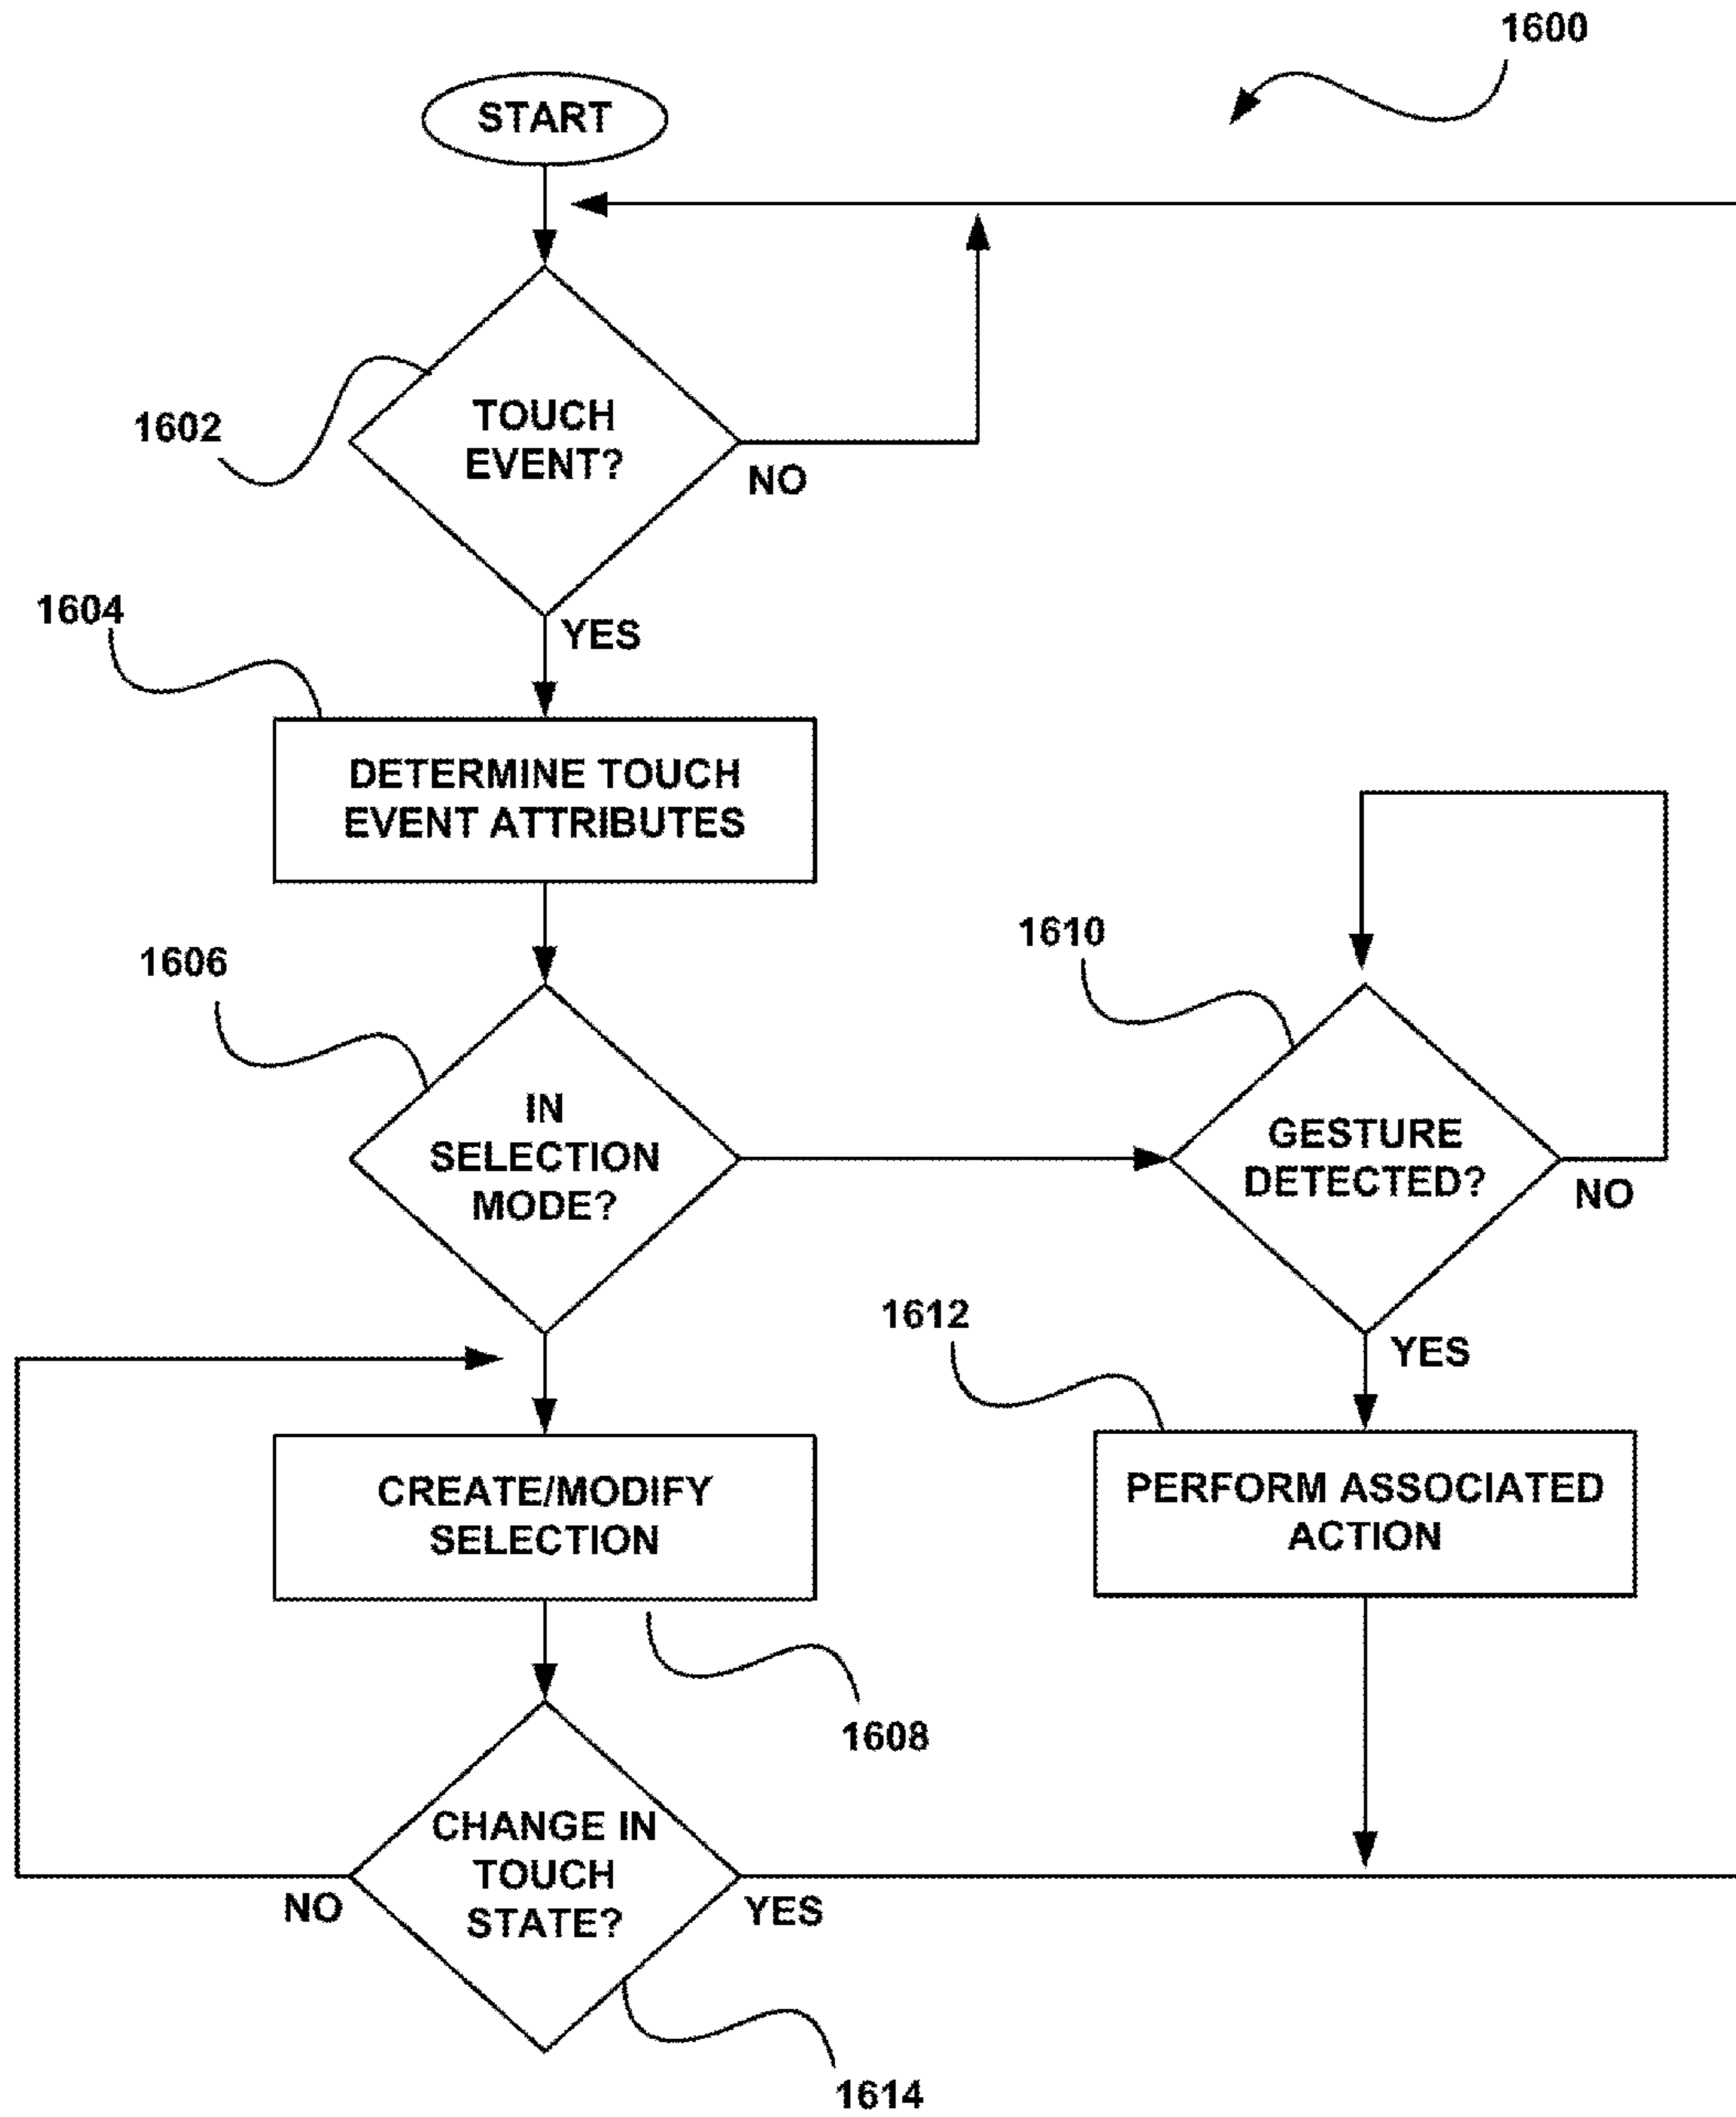 1600
START
1602
TOUCH
EVENT?
NO
1604
YES
DETERMINE TOUCH
EVENT ATTRIBUTES
1606
IN
SELECTION
MODE?
1610
GESTURE
DETECTED?
NO
1612
YES
CREATE/MODIFY
SELECTION
PERFORM ASSOCIATED
ACTION
1608
CHANGE IN
TOUCH
STATE?
NO
YES
1614